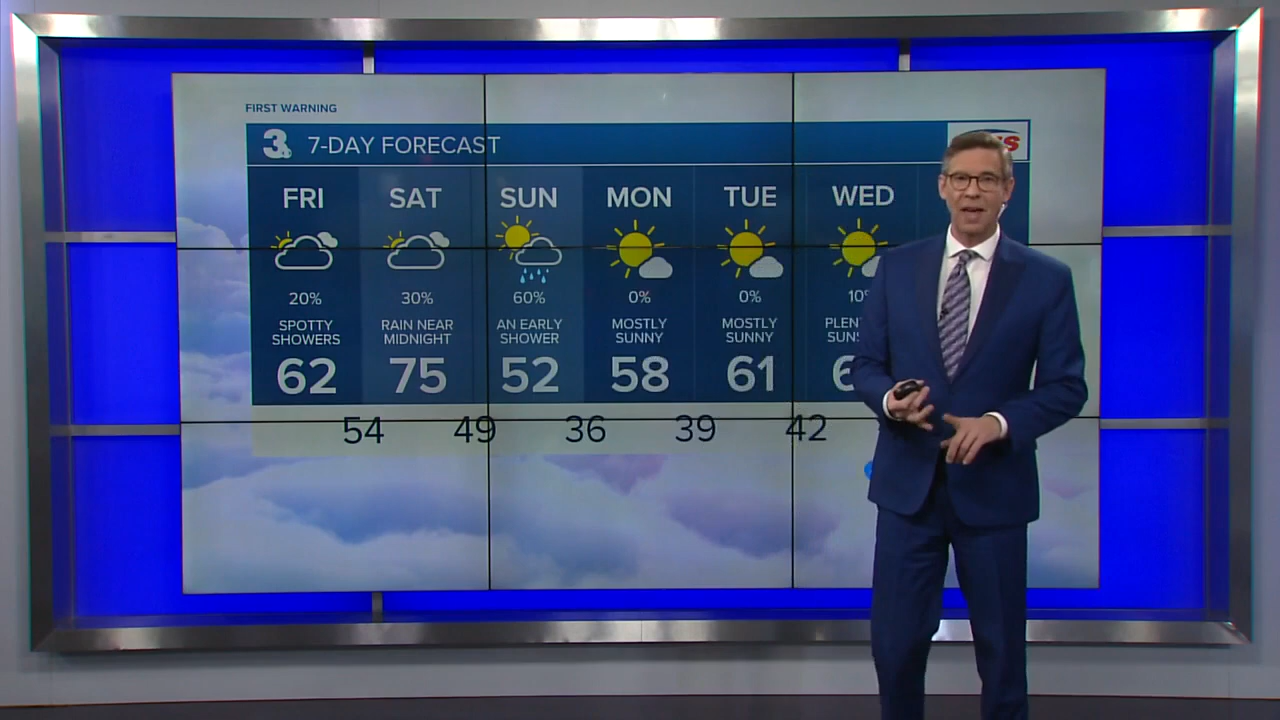 FIRST WARNING
3 7-DAY FORECAST
FRI SAT SUN MON TUE WED
20% 30% 60% 0% 0%
SPOTTY SHOWERS
RAIN NEAR MIDNIGHT
AN EARLY SHOWER
MOSTLY SUNNY
MOSTLY SUNNY
62 75 52 58 61
54 49 36 39 42